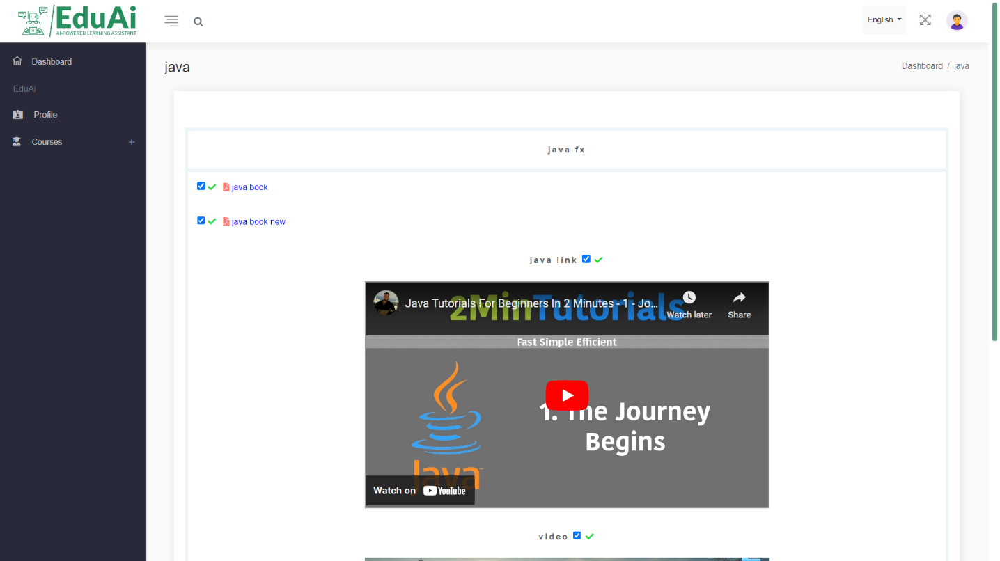 EduAi
AI-POWERED LEARNING ASSISTANT
English
Dashboard
EduAi
Profile
Courses
java
Dashboard / java
java fx
java book
java book new
java link
2MinTutorials
Java Tutorials For Beginners In 2 Minutes - 1 - Jo...
Watch later
Share
Fast Simple Efficient
1. The Journey
Begins
Java
Watch on YouTube
video